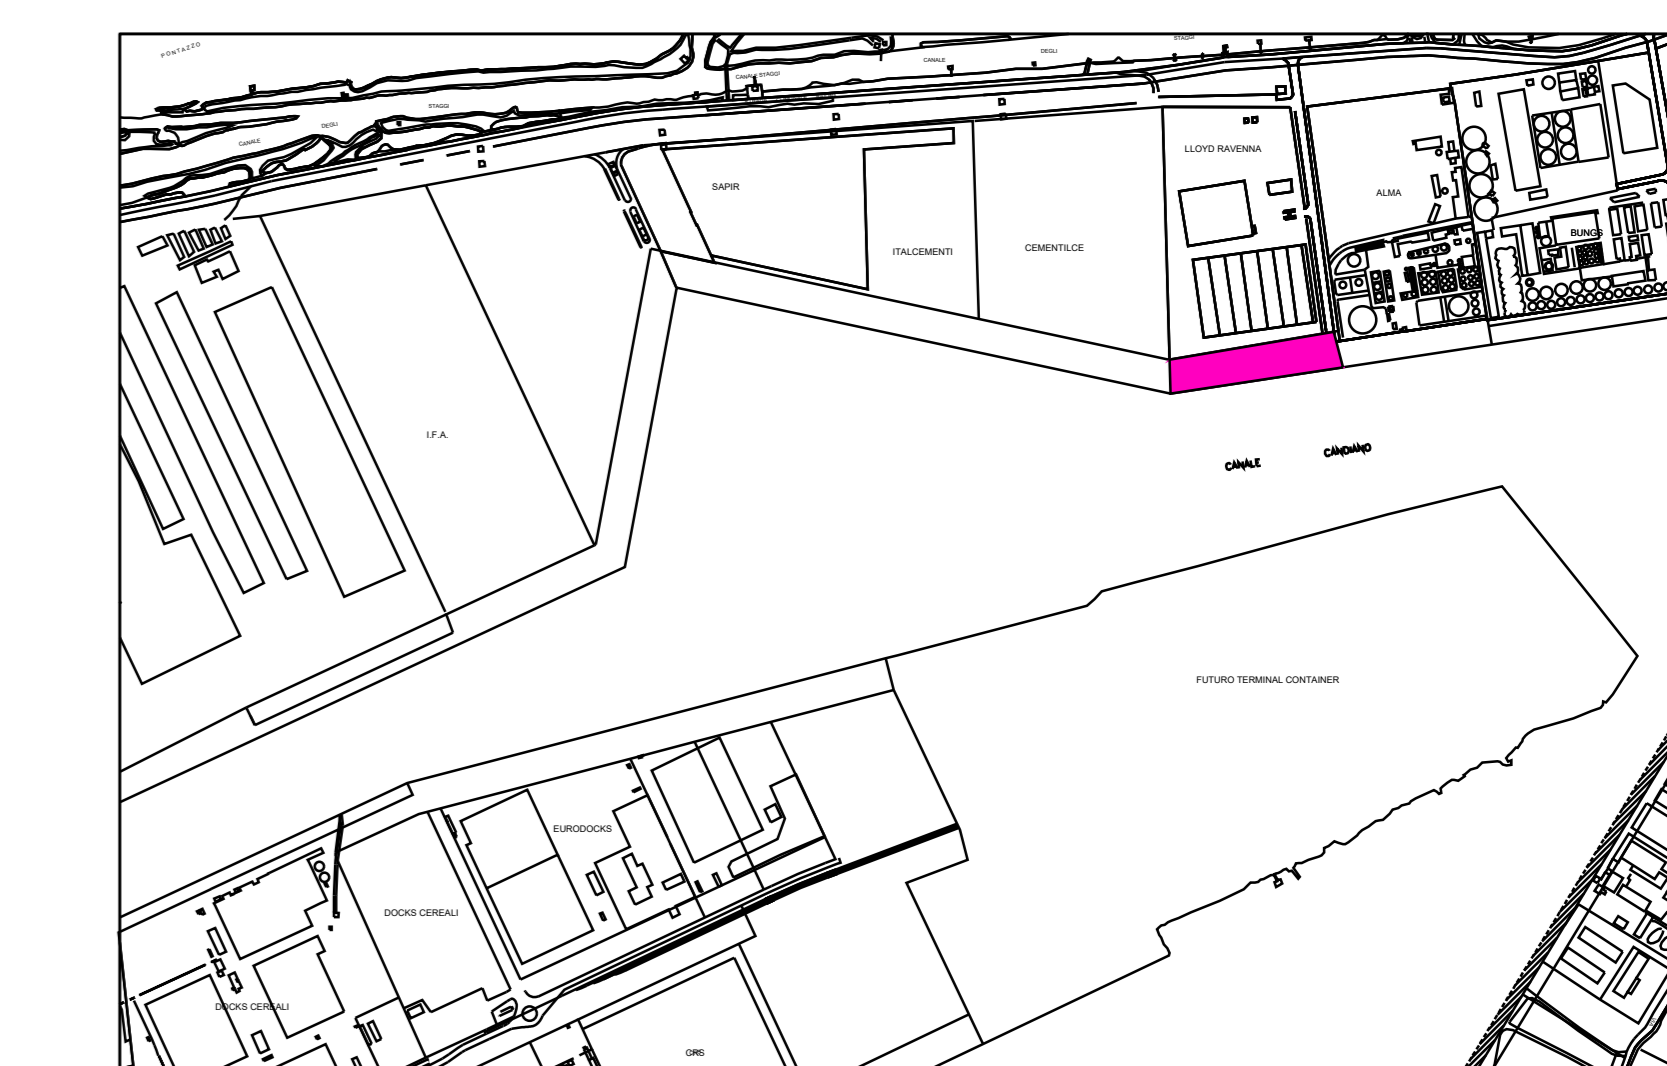 PONTAZZO
STAGGI
DEGLI
CANALE
CANALE STAGGI
STAGGI
DEGLI
CANALE
LLOYD RAVENNA
SAPIR
ALMA
BUNGE
ITALCEMENTI
CEMENTILCE
I.F.A.
CANALE CANDIANO
FUTURO TERMINAL CONTAINER
EURODOCKS
DOCKS CEREALI
DOCKS CEREALI